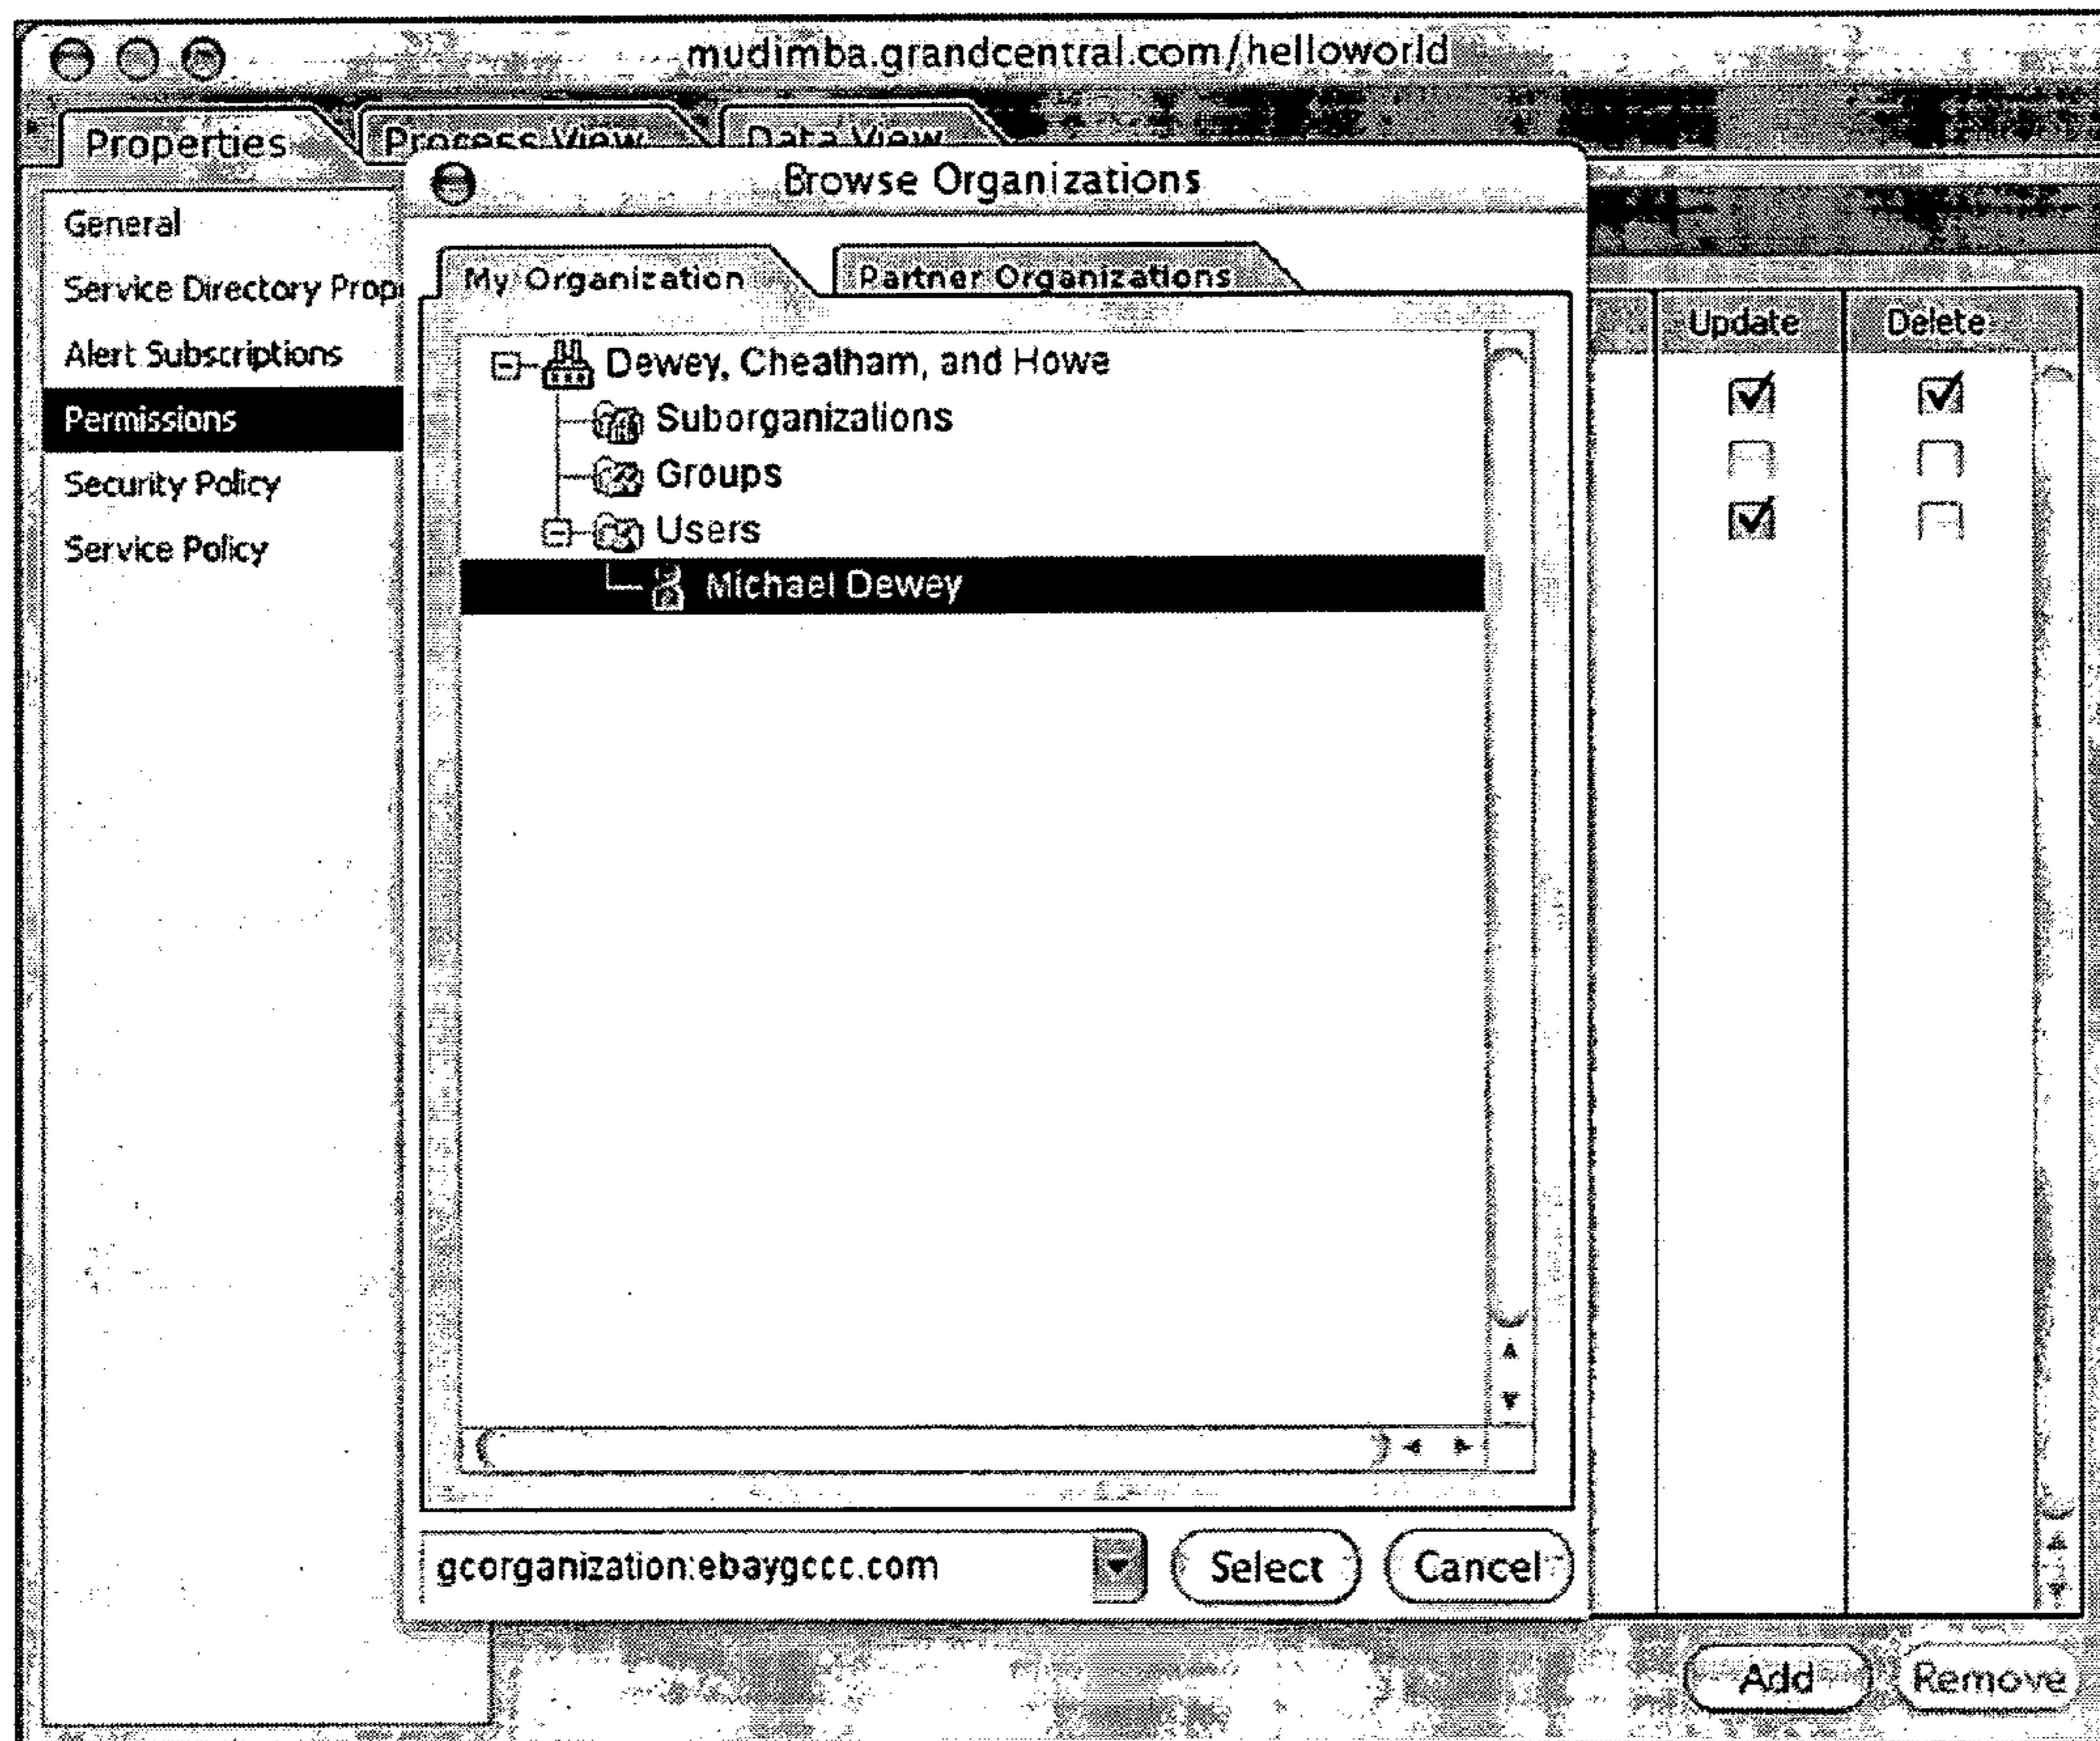 mudimba.grandcentral.com/helloworld
Properties
Process View
Data View
Browse Organizations
General
Service Directory Prop
Alert Subscriptions
Permissions
Security Policy
Service Policy
My Organization
Partner Organizations
Dewey, Cheatham, and Howe
Suborganizations
Groups
Users
Michael Dewey
Update
Delete
gcorganization:ebaygccc.com
Select
Cancel
Add
Remove